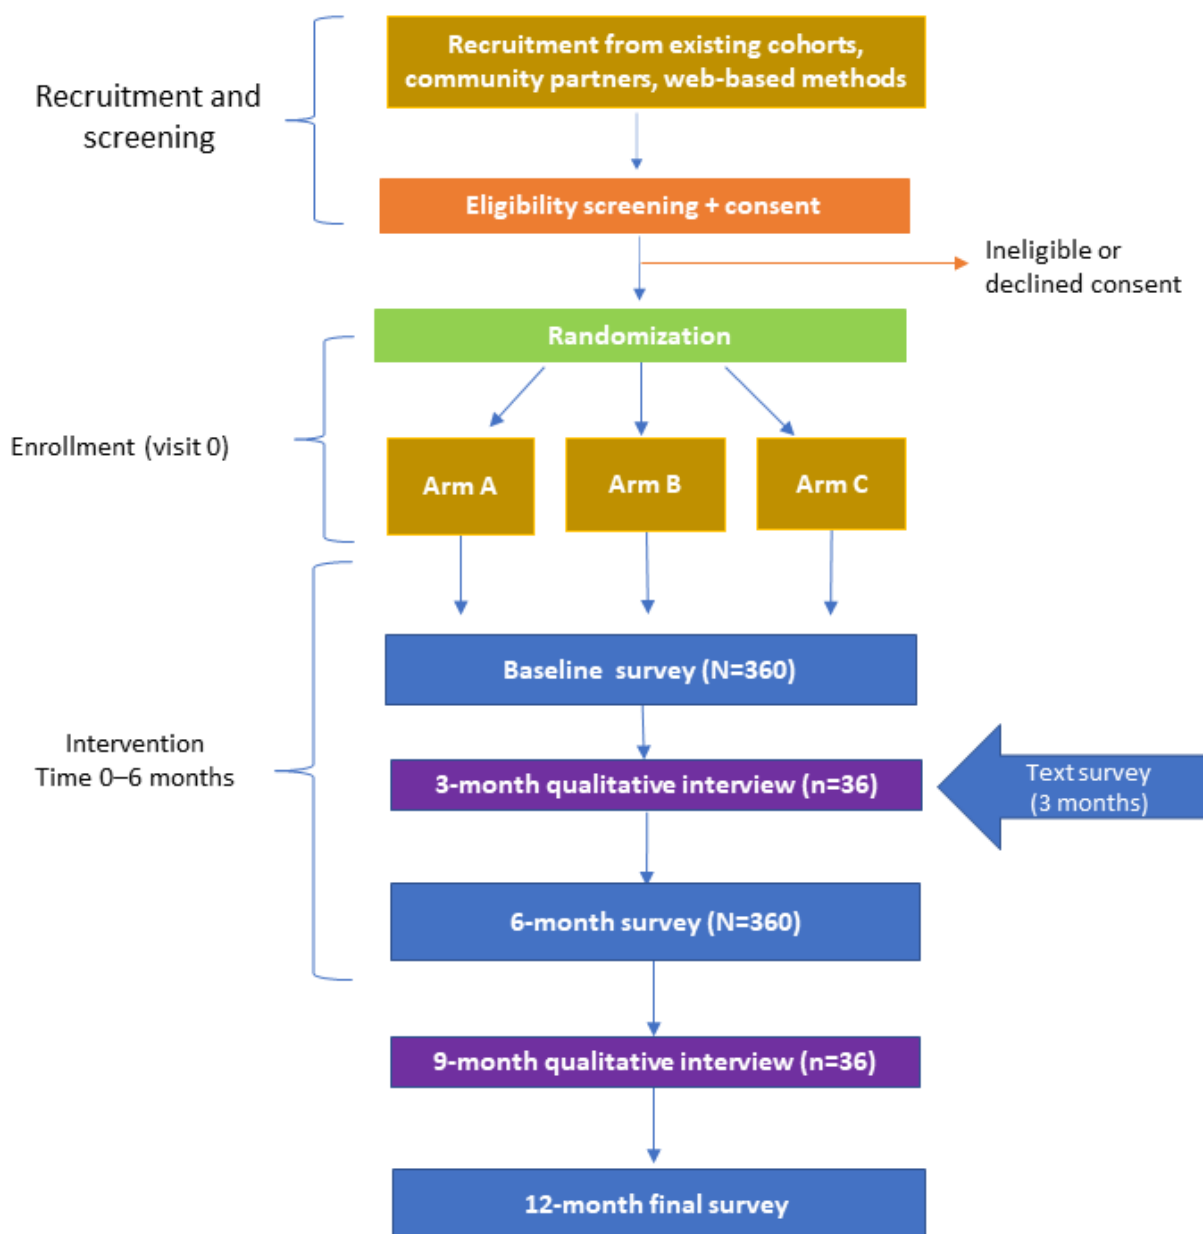 Recruitment from existing cohorts,
community partners, web-based methods
Recruitment and
screening
Eligibility screening + consent
Ineligible or
declined consent
Randomization
Enrollment (visit 0)
Arm A
Arm B
Arm C
Baseline survey (N=360)
Intervention
Time 0–6 months
3-month qualitative interview (n=36)
Text survey
(3 months)
6-month survey (N=360)
9-month qualitative interview (n=36)
12-month final survey